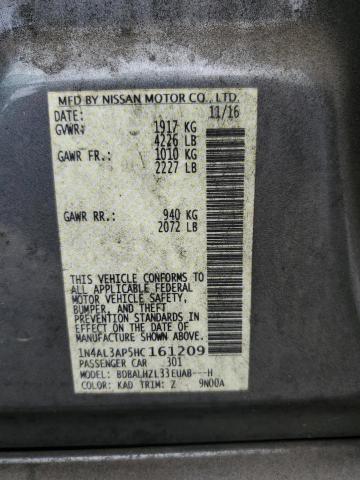 MFD BY NISSAN MOTOR CO., LTD.
DATE: 11/16
GVWR: 1917 KG
4226 LB
GAWR FR: 1010 KG
2227 LB
GAWR RR: 940 KG
2072 LB
THIS VEHICLE CONFORMS TO
ALL APPLICABLE U.S. FEDERAL
MOTOR VEHICLE SAFETY,
BUMPER, AND THEFT
PREVENTION STANDARDS
IN EFFECT ON THE DATE OF
MANUFACTURE SHOWN ABOVE.
1N4AL3AP5HC161209
PASSENGER CAR 301
MODEL: BDBALHZL33EUAB---H
COLOR: KAD TRIM: Z 9N00A